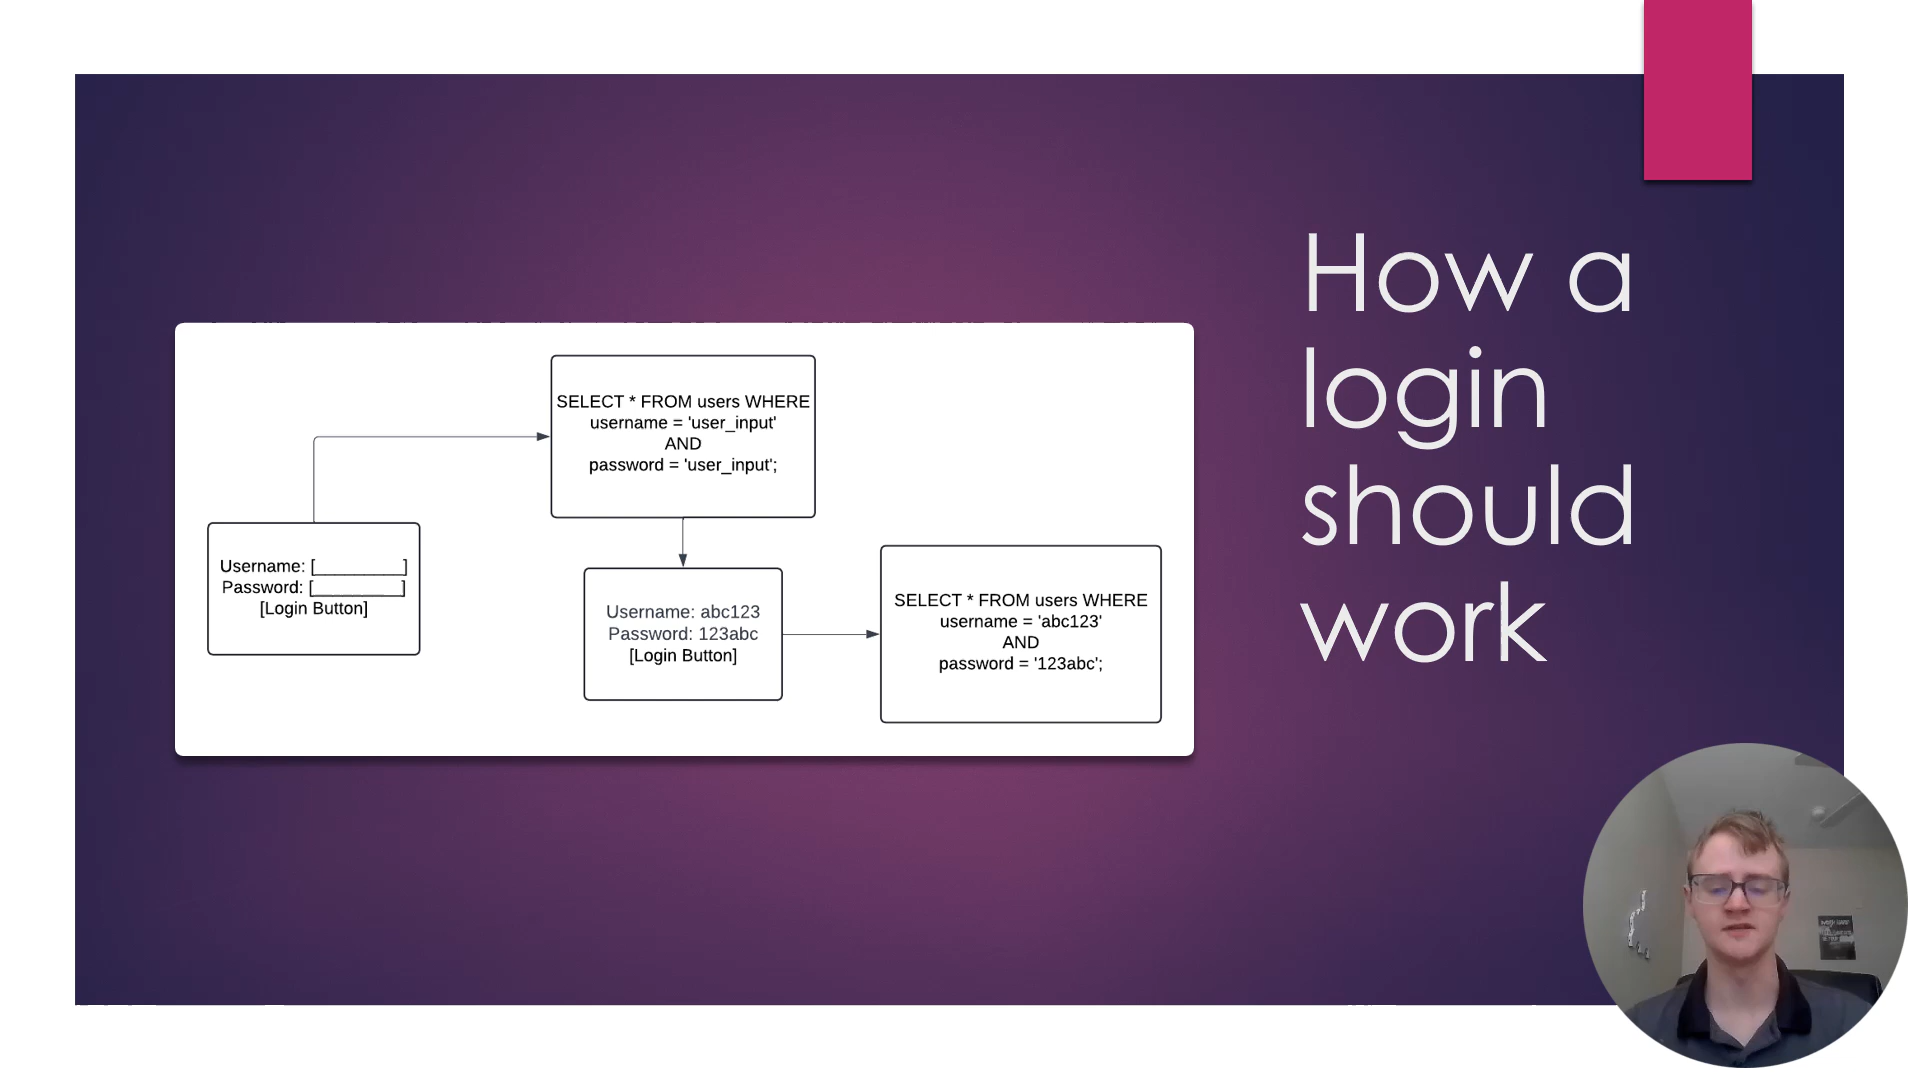 How a
login
should
work
SELECT * FROM users WHERE
username = 'user_input'
AND
password = 'user_input';
Username: [__________]
Password: [__________]
[Login Button]
Username: abc123
Password: 123abc
[Login Button]
SELECT * FROM users WHERE
username = 'abc123'
AND
password = '123abc';